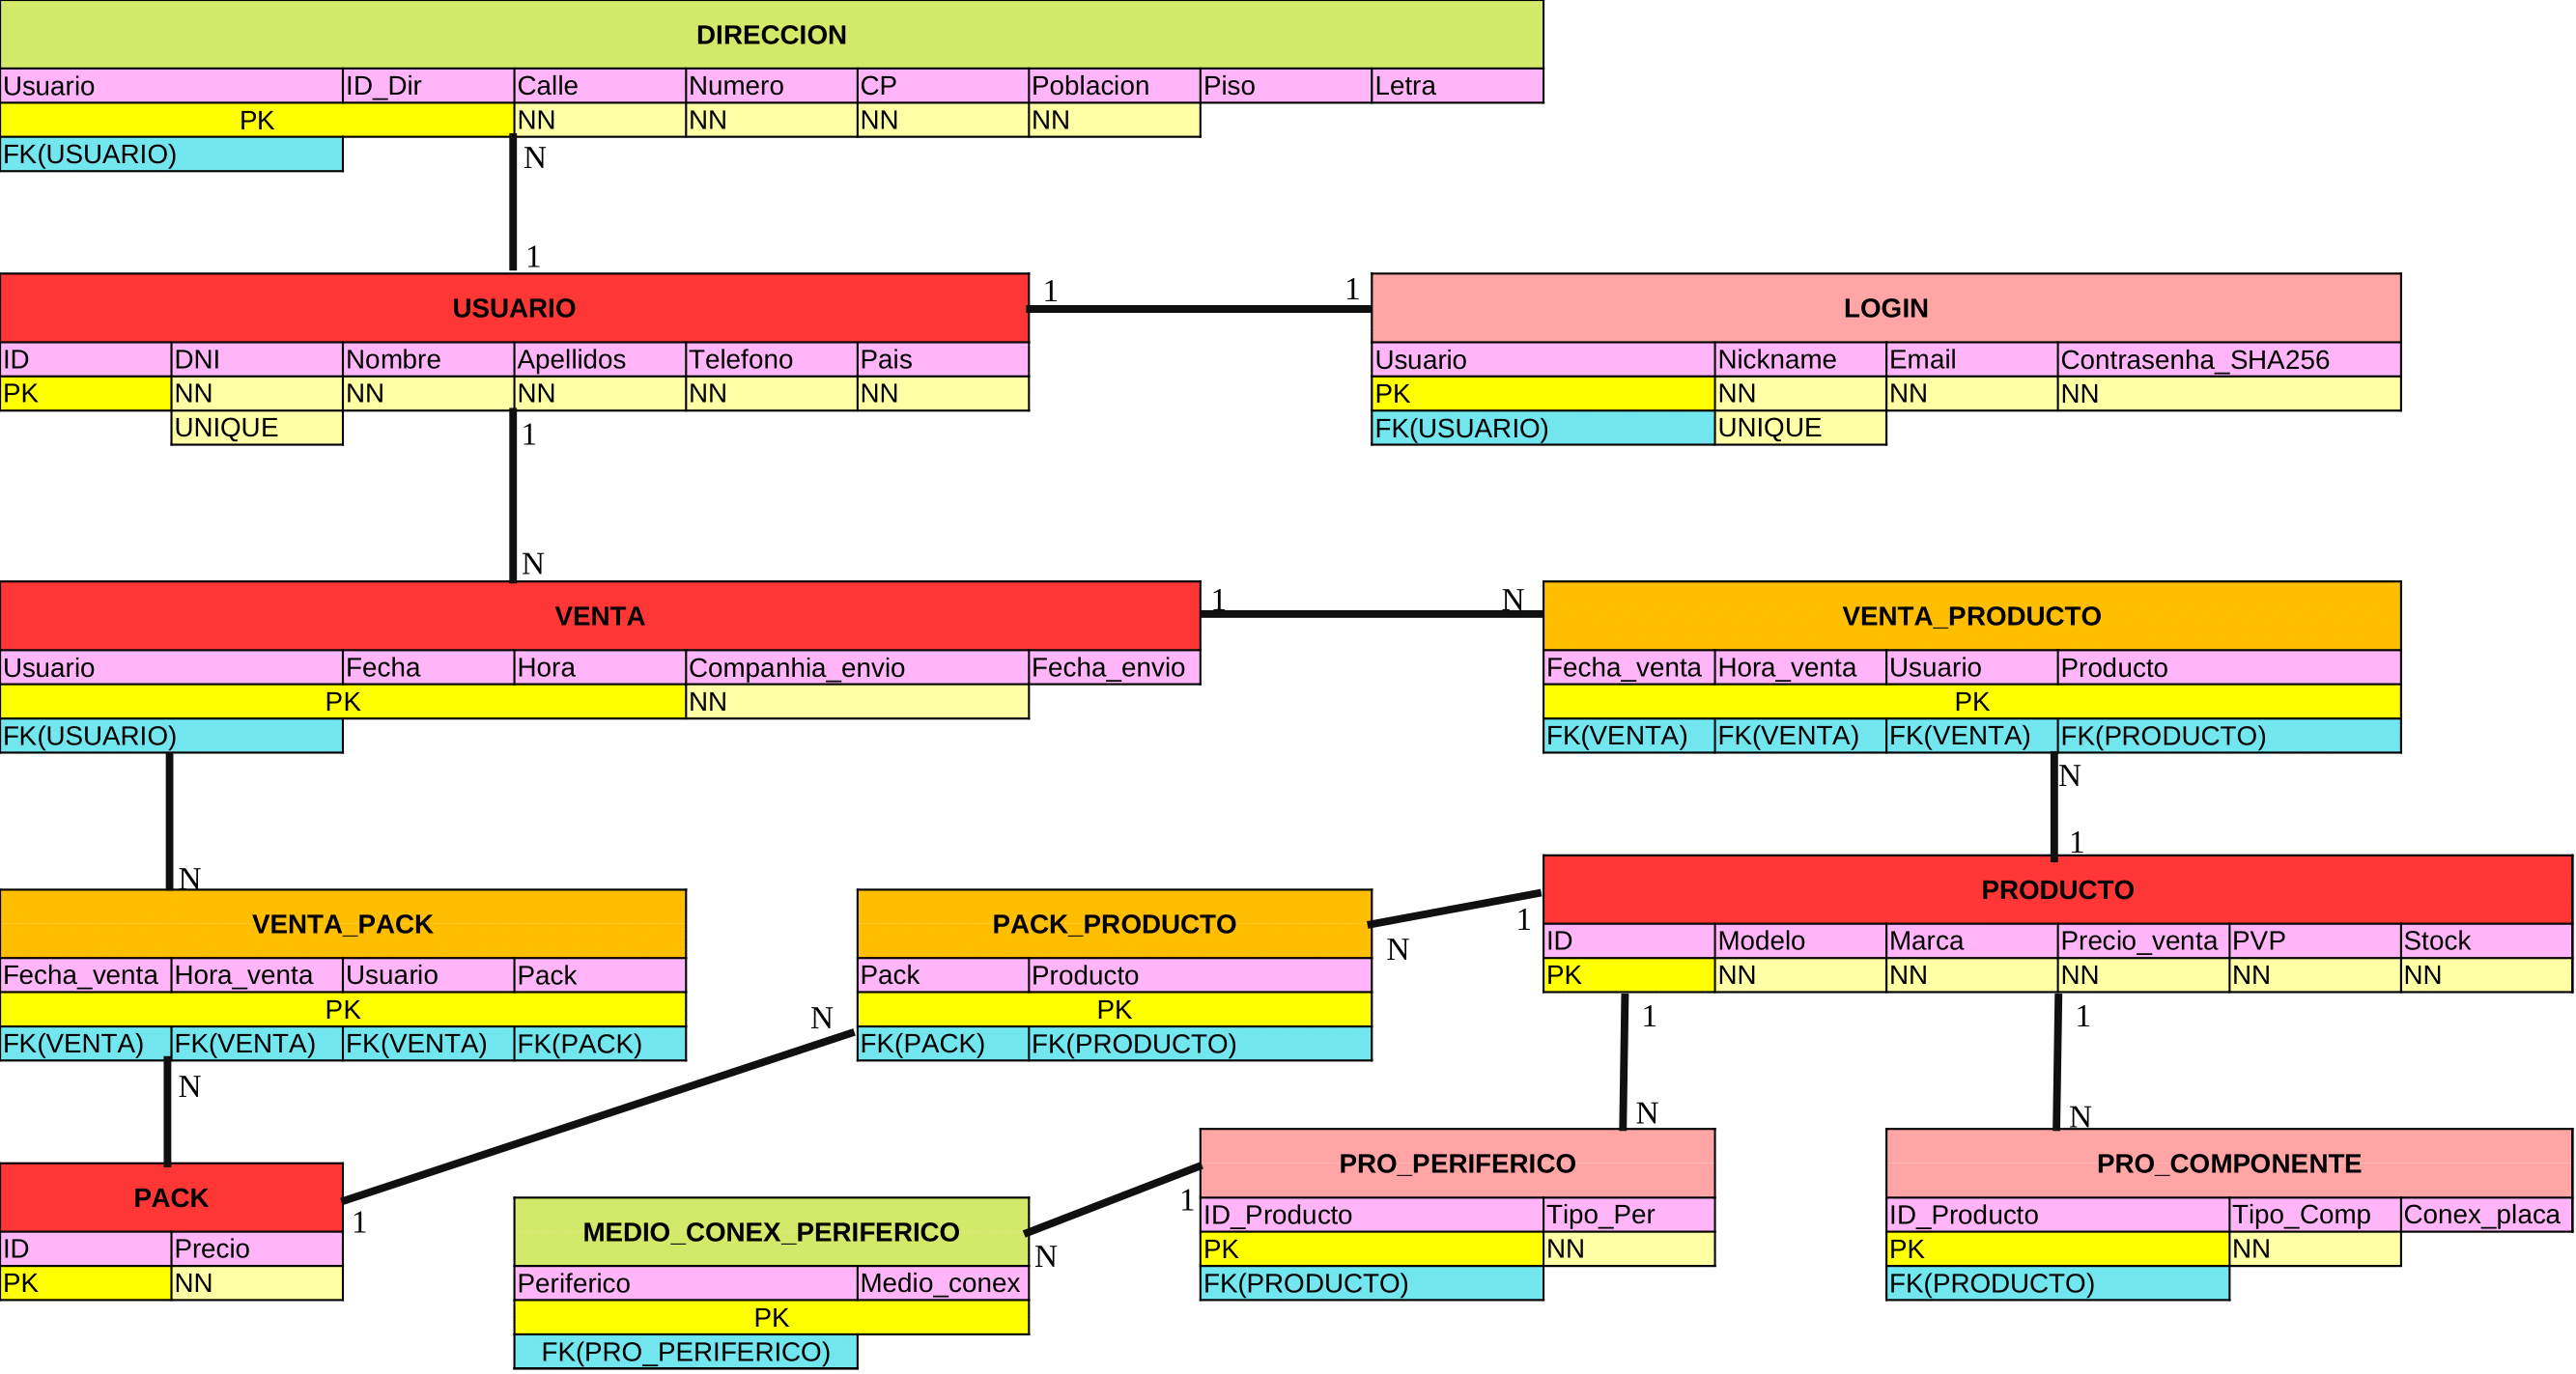 DIRECCION
Usuario ID_Dir Calle Numero CP Poblacion Piso Letra
PK NN NN NN NN
FK(USUARIO)
N
1
USUARIO
ID DNI Nombre Apellidos Telefono Pais
PK NN NN NN NN NN
UNIQUE
1 1
LOGIN
Usuario Nickname Email Contrasenha_SHA256
PK NN NN NN
FK(USUARIO) UNIQUE
1
N
VENTA
Usuario Fecha Hora Companhia_envio Fecha_envio
PK NN
FK(USUARIO)
1 N
VENTA_PRODUCTO
Fecha_venta Hora_venta Usuario Producto
PK
FK(VENTA) FK(VENTA) FK(VENTA) FK(PRODUCTO)
N
1
N
VENTA_PACK
Fecha_venta Hora_venta Usuario Pack
PK
FK(VENTA) FK(VENTA) FK(VENTA) FK(PACK)
N
PACK_PRODUCTO
Pack Producto
PK
FK(PACK) FK(PRODUCTO)
N 1
N
PRODUCTO
ID Modelo Marca Precio_venta PVP Stock
PK NN NN NN NN NN
1 1
N N
PACK
ID Precio
PK NN
1
MEDIO_CONEX_PERIFERICO
Periferico Medio_conex
PK
FK(PRO_PERIFERICO)
N 1
PRO_PERIFERICO
ID_Producto Tipo_Per
PK NN
FK(PRODUCTO)
PRO_COMPONENTE
ID_Producto Tipo_Comp Conex_placa
PK NN
FK(PRODUCTO)